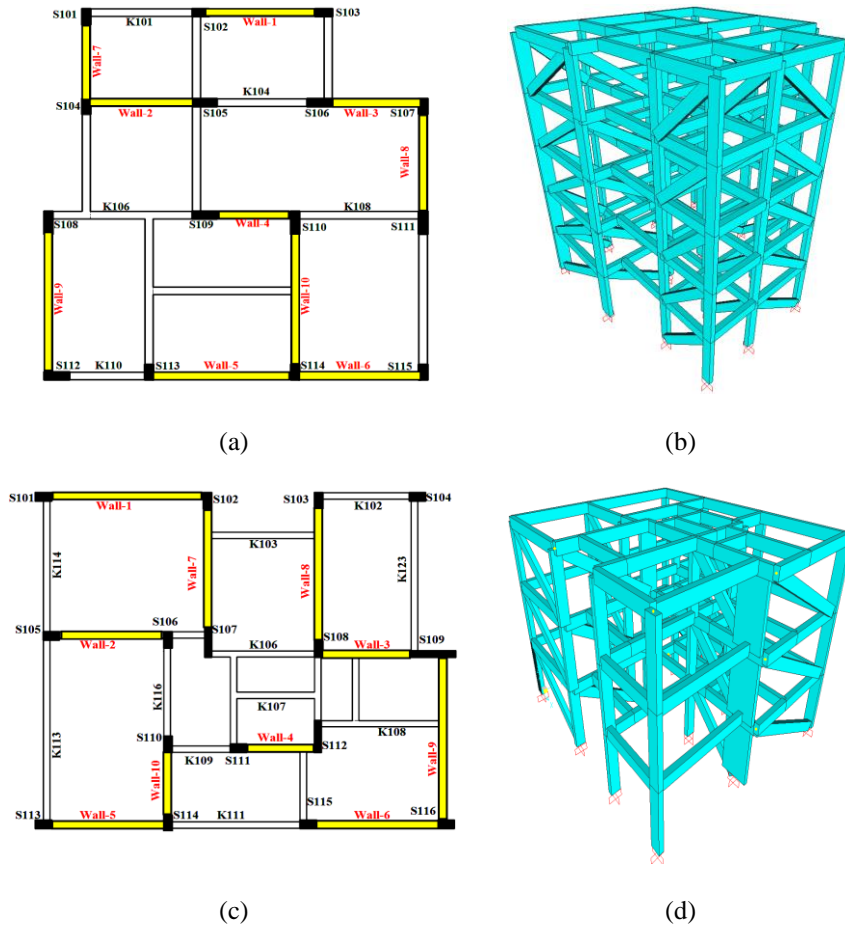 S101
K101
S102
Wall-1
S103
Wall-7
S104
Wall-2
S105
K104
S106
Wall-3
S107
Wall-8
K106
S108
S109
Wall-4
S110
K108
S111
Wall-9
Wall-10
S112
K110
S113
Wall-5
S114
Wall-6
S115
(a)
(b)
S101
Wall-1
S102
S103
K102
S104
K114
Wall-7
K103
Wall-8
K123
S105
Wall-2
S106
S107
K106
S108
Wall-3
S109
K116
K113
K107
S110
K109
S111
Wall-4
S112
K108
Wall-9
Wall-10
S113
Wall-5
S114
K111
S115
Wall-6
S116
(c)
(d)